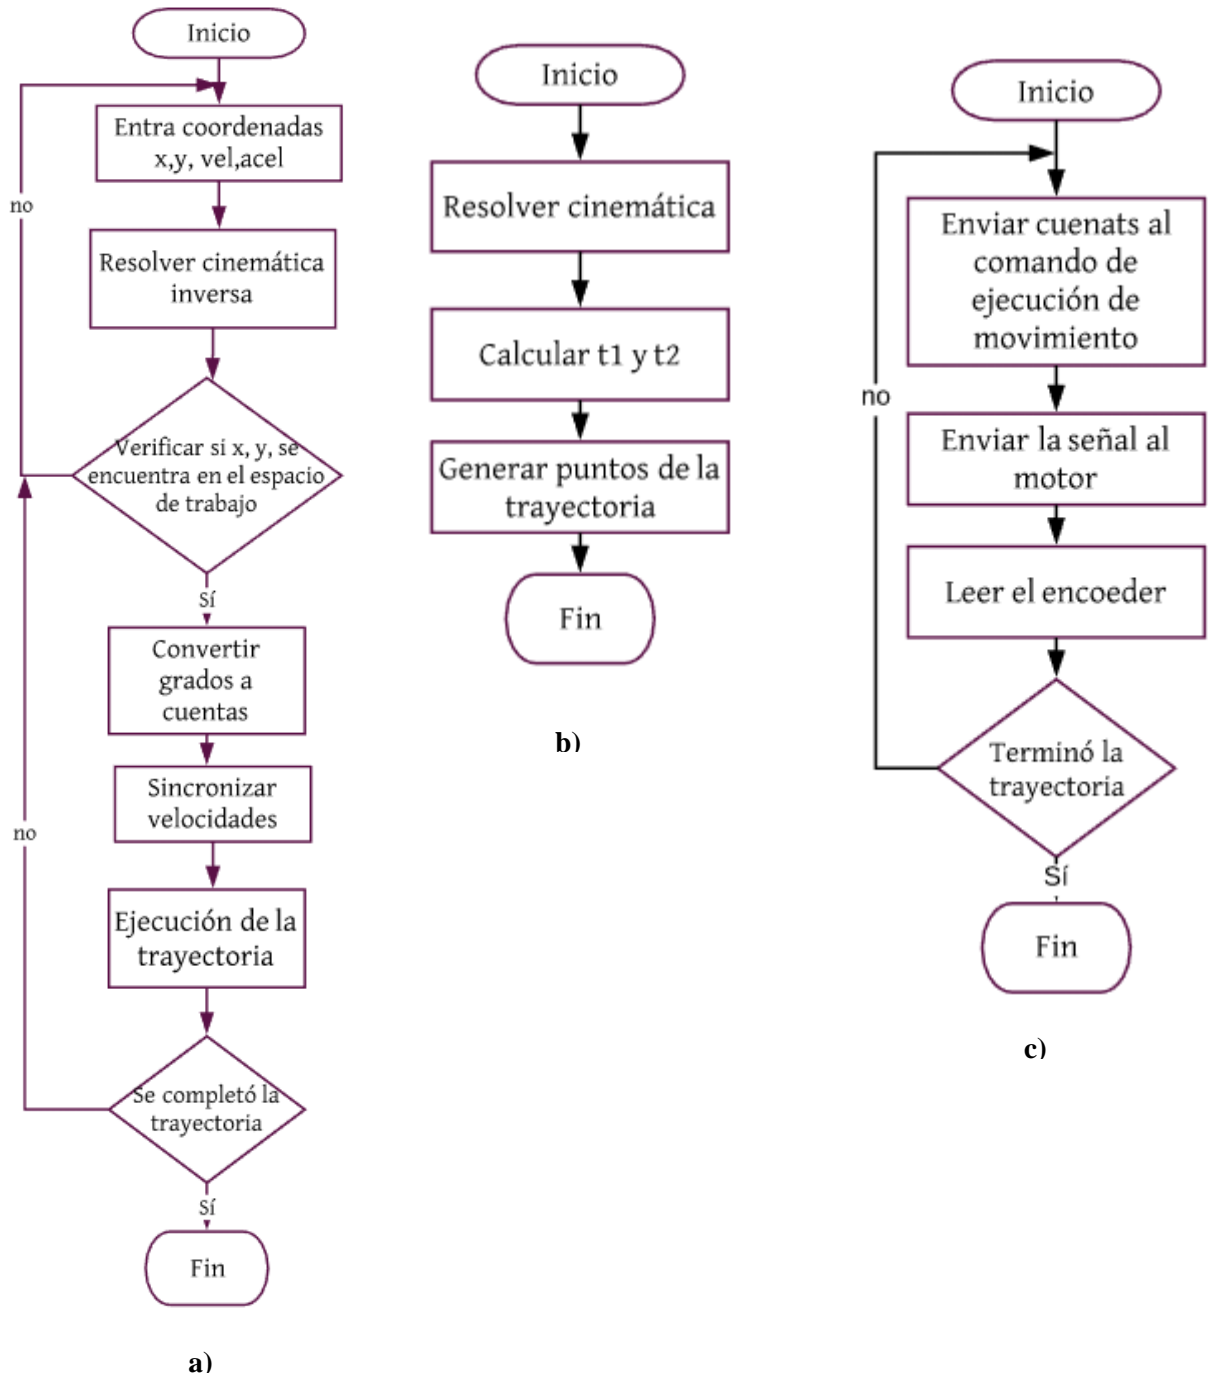 Inicio
Entra coordenadas
x,y, vel,acel
no
Resolver cinemática
inversa
Verificar si x, y, se
encuentra en el espacio
de trabajo
Sí
Convertir
grados a
cuentas
Sincronizar
velocidades
no
Ejecución de la
trayectoria
Se completó la
trayectoria
Sí
Fin
a)
Inicio
Resolver cinemática
Calcular t1 y t2
Generar puntos de la
trayectoria
Fin
b)
Inicio
Enviar cuenats al
comando de
ejecución de
movimiento
no
Enviar la señal al
motor
Leer el encoeder
Terminó la
trayectoria
Sí
Fin
c)